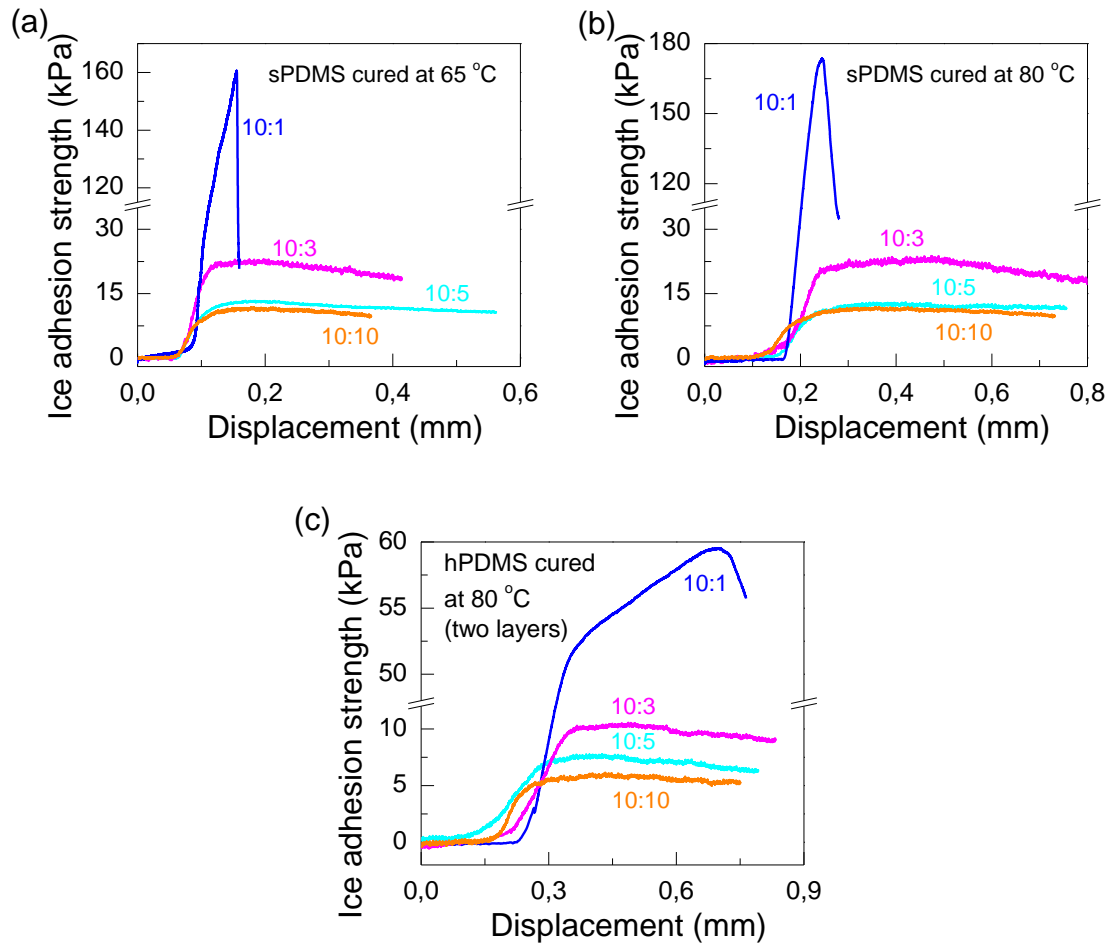 (a)
Ice adhesion strength (kPa)
160
140
120
30
15
0
sPDMS cured at 65 °C
10:1
10:3
10:5
10:10
0,0 0,2 0,4 0,6
Displacement (mm)
(b)
Ice adhesion strength (kPa)
180
170
30
15
0
sPDMS cured at 80 °C
10:1
10:3
10:5
10:10
0,0 0,2 0,4 0,6 0,8
Displacement (mm)
(c)
Ice adhesion strength (kPa)
60
55
50
10
5
0
hPDMS cured
at 80 °C
(two layers)
10:1
10:3
10:5
10:10
0,0 0,3 0,6 0,9
Displacement (mm)